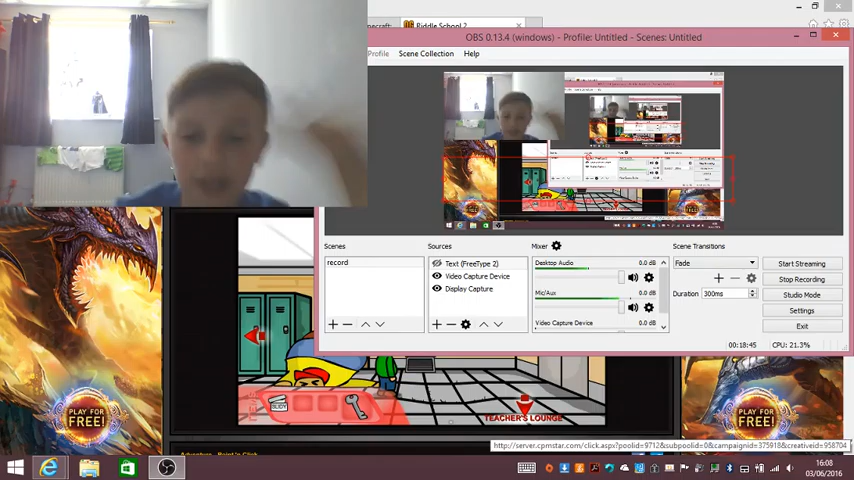 Riddle School 2
OBS 0.13.4 (windows) - Profile: Untitled - Scenes: Untitled
Profile Scene Collection Help
Scenes
Sources
Mixer
Scene Transitions
record
Text (FreeType 2)
Video Capture Device
Display Capture
Desktop Audio 0.0 dB
Mic/Aux 0.0 dB
Video Capture Device
Fade
Duration 300ms
Start Streaming
Stop Recording
Studio Mode
Settings
Exit
00:18:45
CPU: 21.3%
PLAY FOR FREE!
BUDY
TEACHER'S LOUNGE
PLAY FOR FREE!
http://server.cpmstar.com/click.aspx?poolid=9712&subpoolid=0&campaignid=375918&creativeid=958704
16:08
03/06/2016